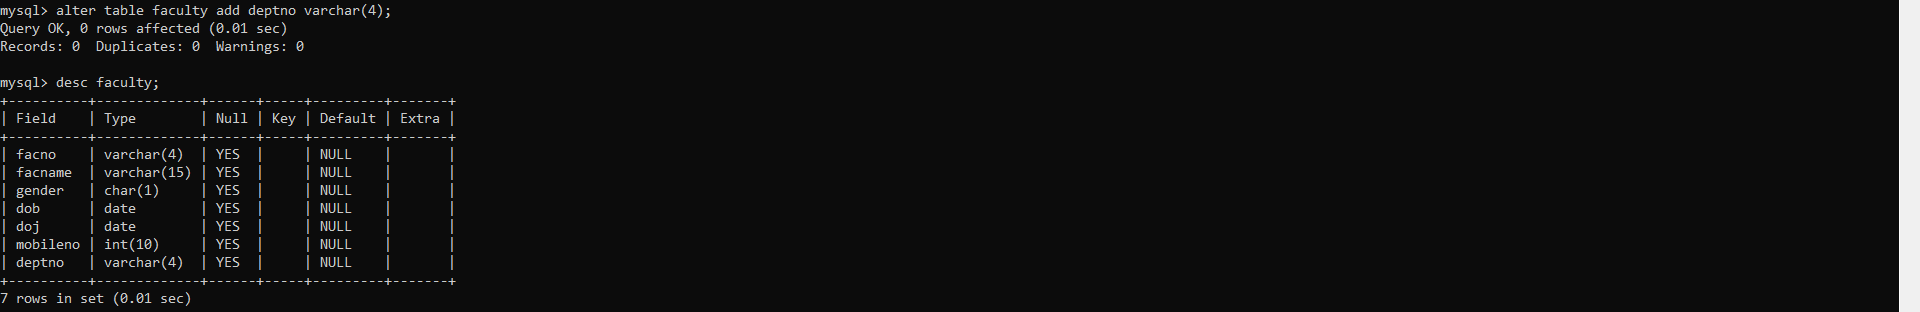 mysql> alter table faculty add deptno varchar(4);
Query OK, 0 rows affected (0.01 sec)
Records: 0  Duplicates: 0  Warnings: 0

mysql> desc faculty;
+----------+-------------+------+-----+---------+-------+
| Field    | Type        | Null | Key | Default | Extra |
+----------+-------------+------+-----+---------+-------+
| facno    | varchar(4)  | YES  |     | NULL    |       |
| facname  | varchar(15) | YES  |     | NULL    |       |
| gender   | char(1)     | YES  |     | NULL    |       |
| dob      | date        | YES  |     | NULL    |       |
| doj      | date        | YES  |     | NULL    |       |
| mobileno | int(10)     | YES  |     | NULL    |       |
| deptno   | varchar(4)  | YES  |     | NULL    |       |
+----------+-------------+------+-----+---------+-------+
7 rows in set (0.01 sec)